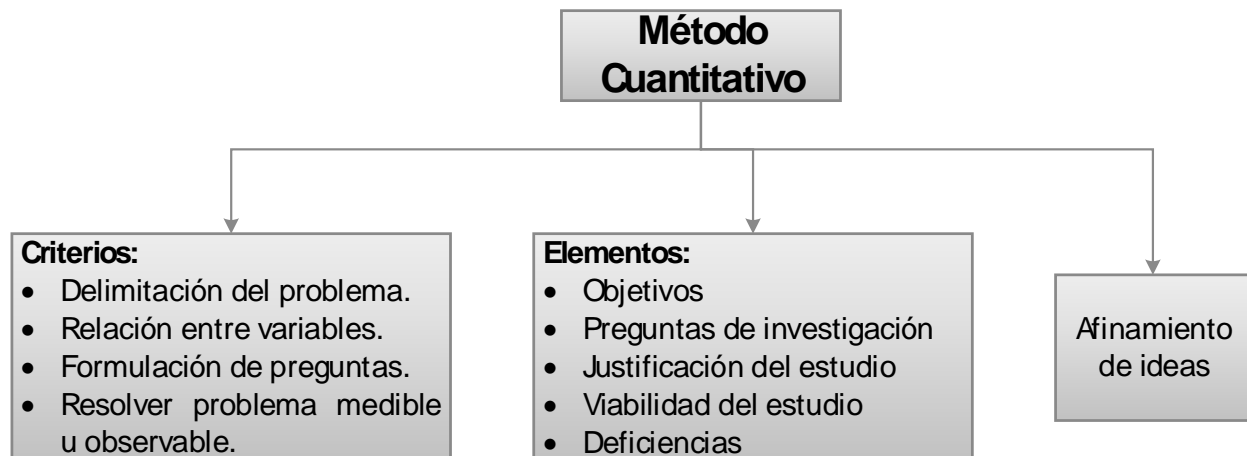 Método
Cuantitativo
Criterios:
• Delimitación del problema.
• Relación entre variables.
• Formulación de preguntas.
• Resolver problema medible
u observable.
Elementos:
• Objetivos
• Preguntas de investigación
• Justificación del estudio
• Viabilidad del estudio
• Deficiencias
Afinamiento
de ideas